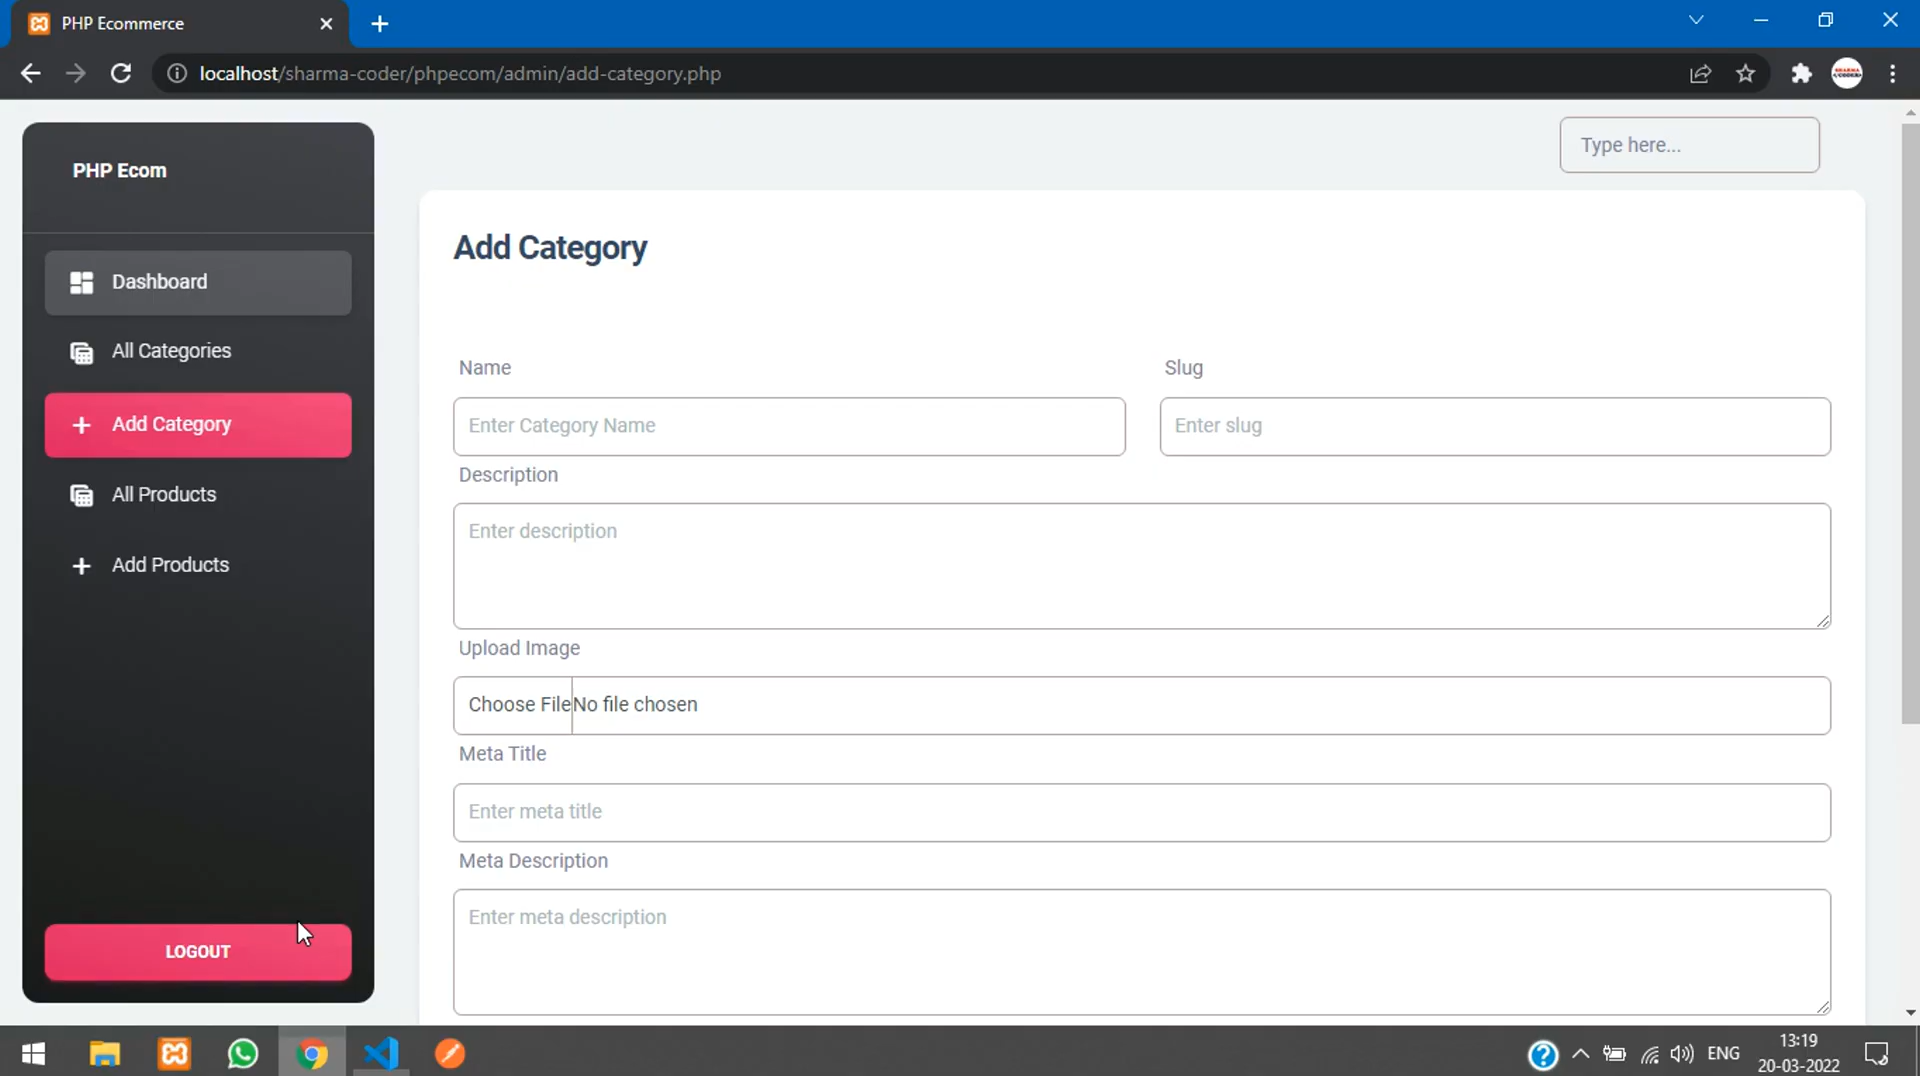 PHP Ecommerce
localhost/sharma-coder/phpecom/admin/add-category.php
PHP Ecom
Type here...
Dashboard
All Categories
Add Category
All Products
Add Products
LOGOUT
Add Category
Name
Slug
Enter Category Name
Enter slug
Description
Enter description
Upload Image
Choose File No file chosen
Meta Title
Enter meta title
Meta Description
Enter meta description
ENG
13:19
20-03-2022